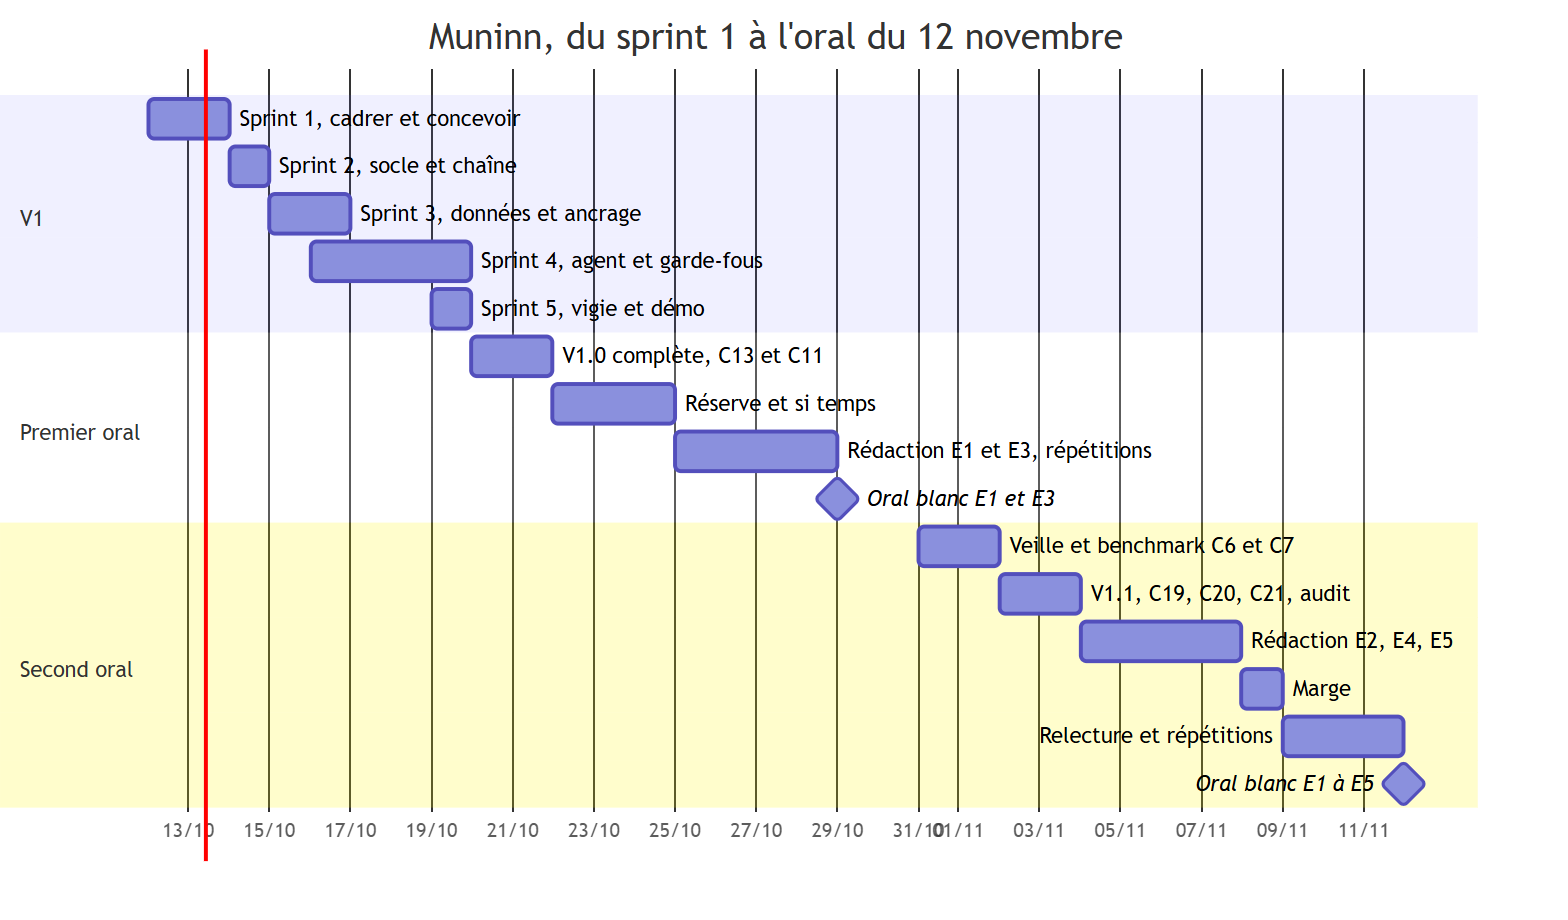 Muninn, du sprint 1 à l'oral du 12 novembre
V1
Sprint 1, cadrer et concevoir
Sprint 2, socle et chaîne
Sprint 3, données et ancrage
Sprint 4, agent et garde-fous
Sprint 5, vigie et démo
Premier oral
V1.0 complète, C13 et C11
Réserve et si temps
Rédaction E1 et E3, répétitions
Oral blanc E1 et E3
Second oral
Veille et benchmark C6 et C7
V1.1, C19, C20, C21, audit
Rédaction E2, E4, E5
Marge
Relecture et répétitions
Oral blanc E1 à E5
13/10 15/10 17/10 19/10 21/10 23/10 25/10 27/10 29/10 31/10 01/11 03/11 05/11 07/11 09/11 11/11